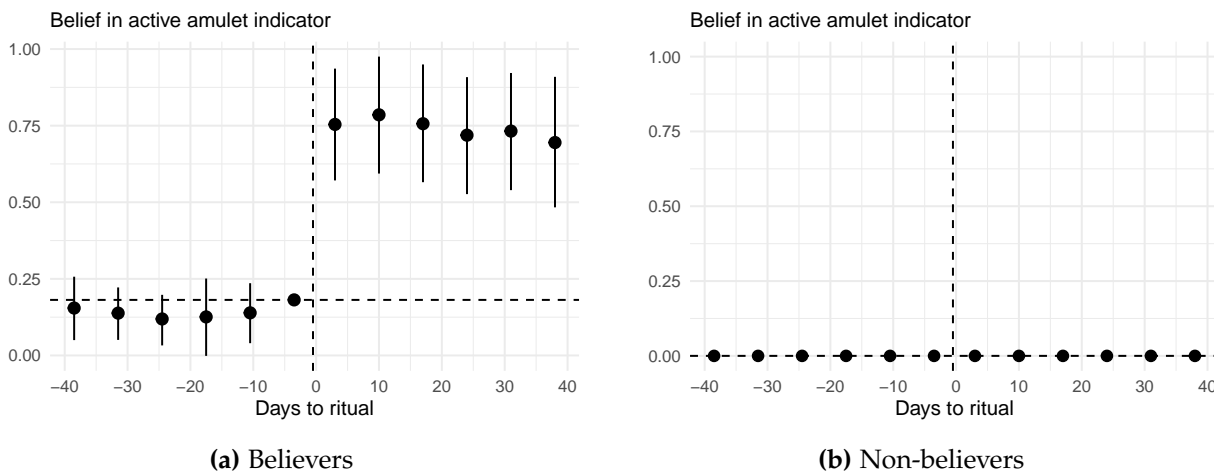 Belief in active amulet indicator
1.00
0.75
0.50
0.25
0.00
−40 −30 −20 −10 0 10 20 30 40
Days to ritual
(a) Believers
Belief in active amulet indicator
1.00
0.75
0.50
0.25
0.00
−40 −30 −20 −10 0 10 20 30 40
Days to ritual
(b) Non-believers